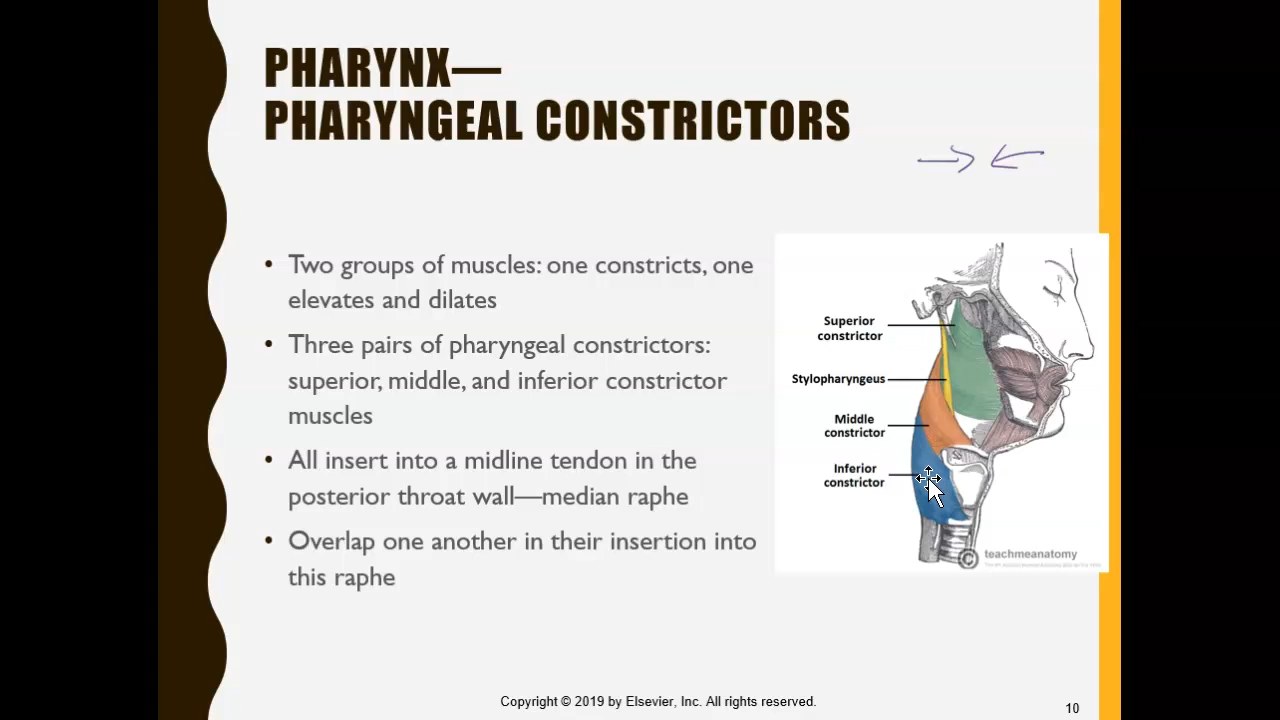 PHARYNX—
PHARYNGEAL CONSTRICTORS
• Two groups of muscles: one constricts, one
elevates and dilates
• Three pairs of pharyngeal constrictors:
superior, middle, and inferior constrictor
muscles
• All insert into a midline tendon in the
posterior throat wall—median raphe
• Overlap one another in their insertion into
this raphe
Superior
constrictor
Stylopharyngeus
Middle
constrictor
Inferior
constrictor
© teachmeanatomy
Copyright © 2019 by Elsevier, Inc. All rights reserved.
10